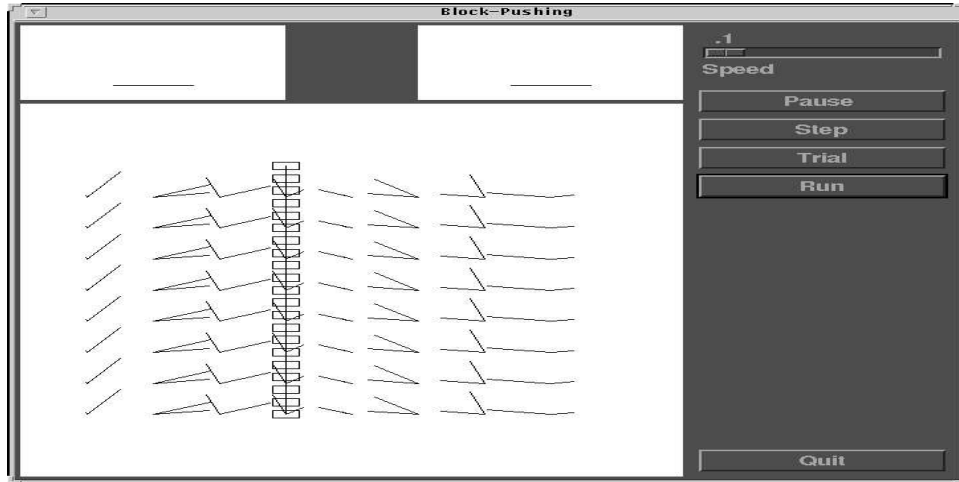 Block-Pushing
.1
Speed
Pause
Step
Trial
Run
Quit